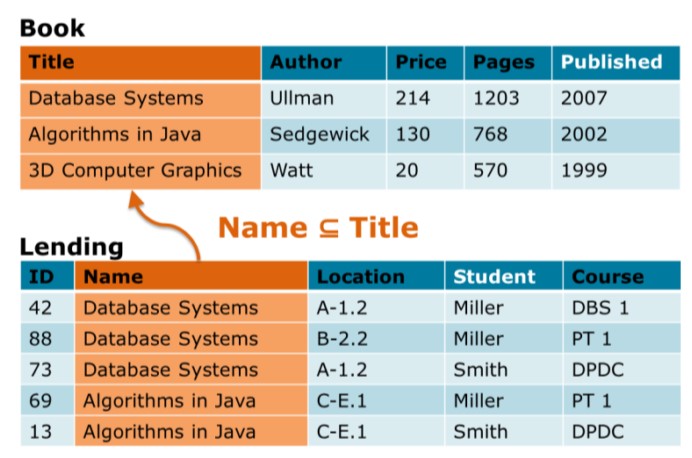 Book
Title Author Price Pages Published
Database Systems Ullman 214 1203 2007
Algorithms in Java Sedgewick 130 768 2002
3D Computer Graphics Watt 20 570 1999
Name ⊆ Title
Lending
ID Name Location Student Course
42 Database Systems A-1.2 Miller DBS 1
88 Database Systems B-2.2 Miller PT 1
73 Database Systems A-1.2 Smith DPDC
69 Algorithms in Java C-E.1 Miller PT 1
13 Algorithms in Java C-E.1 Smith DPDC